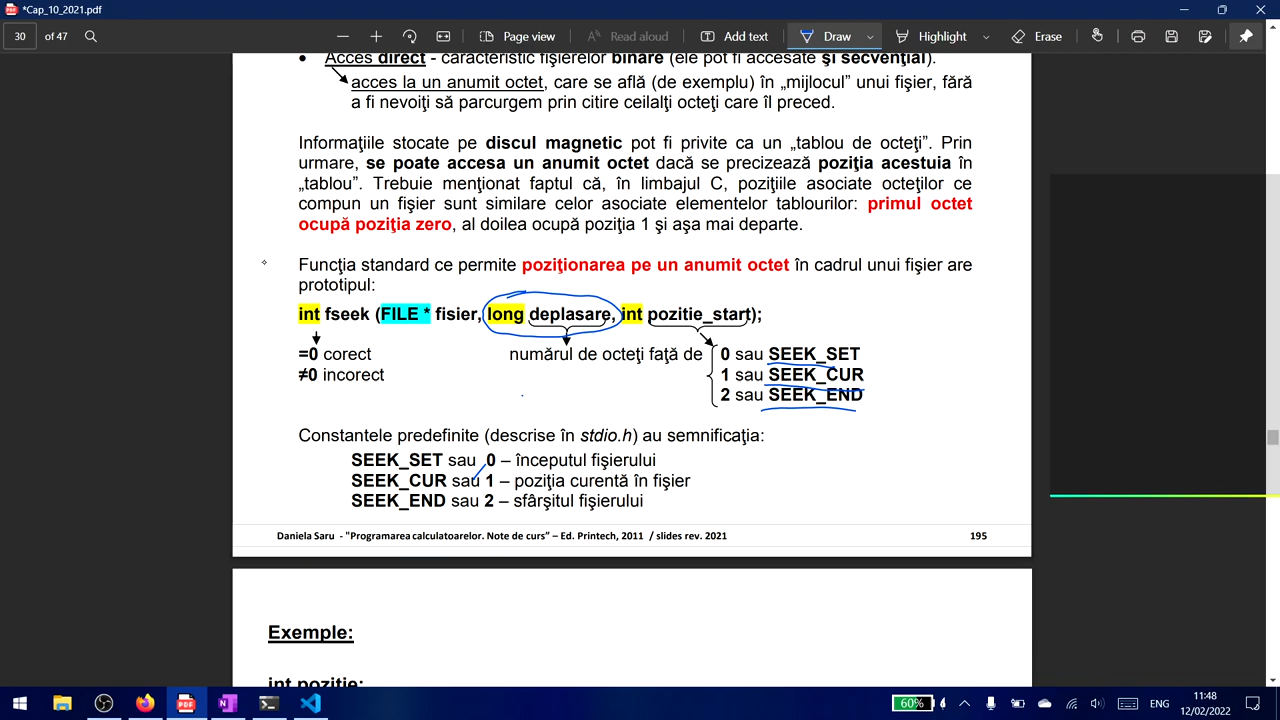 *Cap_10_2021.pdf
30 of 47 Page view Read aloud Add text Draw Highlight Erase
• Acces direct - caracteristic fişierelor binare (ele pot fi accesate şi secvenţial).
acces la un anumit octet, care se află (de exemplu) în „mijlocul” unui fişier, fără
a fi nevoiţi să parcurgem prin citire ceilalţi octeţi care îl preced.
Informaţiile stocate pe discul magnetic pot fi privite ca un „tablou de octeţi”. Prin
urmare, se poate accesa un anumit octet dacă se precizează poziţia acestuia în
„tablou”. Trebuie menţionat faptul că, în limbajul C, poziţiile asociate octeţilor ce
compun un fişier sunt similare celor asociate elementelor tablourilor: primul octet
ocupă poziţia zero, al doilea ocupă poziţia 1 şi aşa mai departe.
Funcţia standard ce permite poziţionarea pe un anumit octet în cadrul unui fişier are
prototipul:
int fseek (FILE * fisier, long deplasare, int pozitie_start);
=0 corect numărul de octeţi faţă de 0 sau SEEK_SET
≠0 incorect 1 sau SEEK_CUR
2 sau SEEK_END
Constantele predefinite (descrise în stdio.h) au semnificaţia:
SEEK_SET sau 0 – începutul fişierului
SEEK_CUR sau 1 – poziţia curentă în fişier
SEEK_END sau 2 – sfârşitul fişierului
Daniela Saru - "Programarea calculatoarelor. Note de curs” – Ed. Printech, 2011 / slides rev. 2021 195
Exemple:
int pozitie;
60% ENG 11:48
12/02/2022